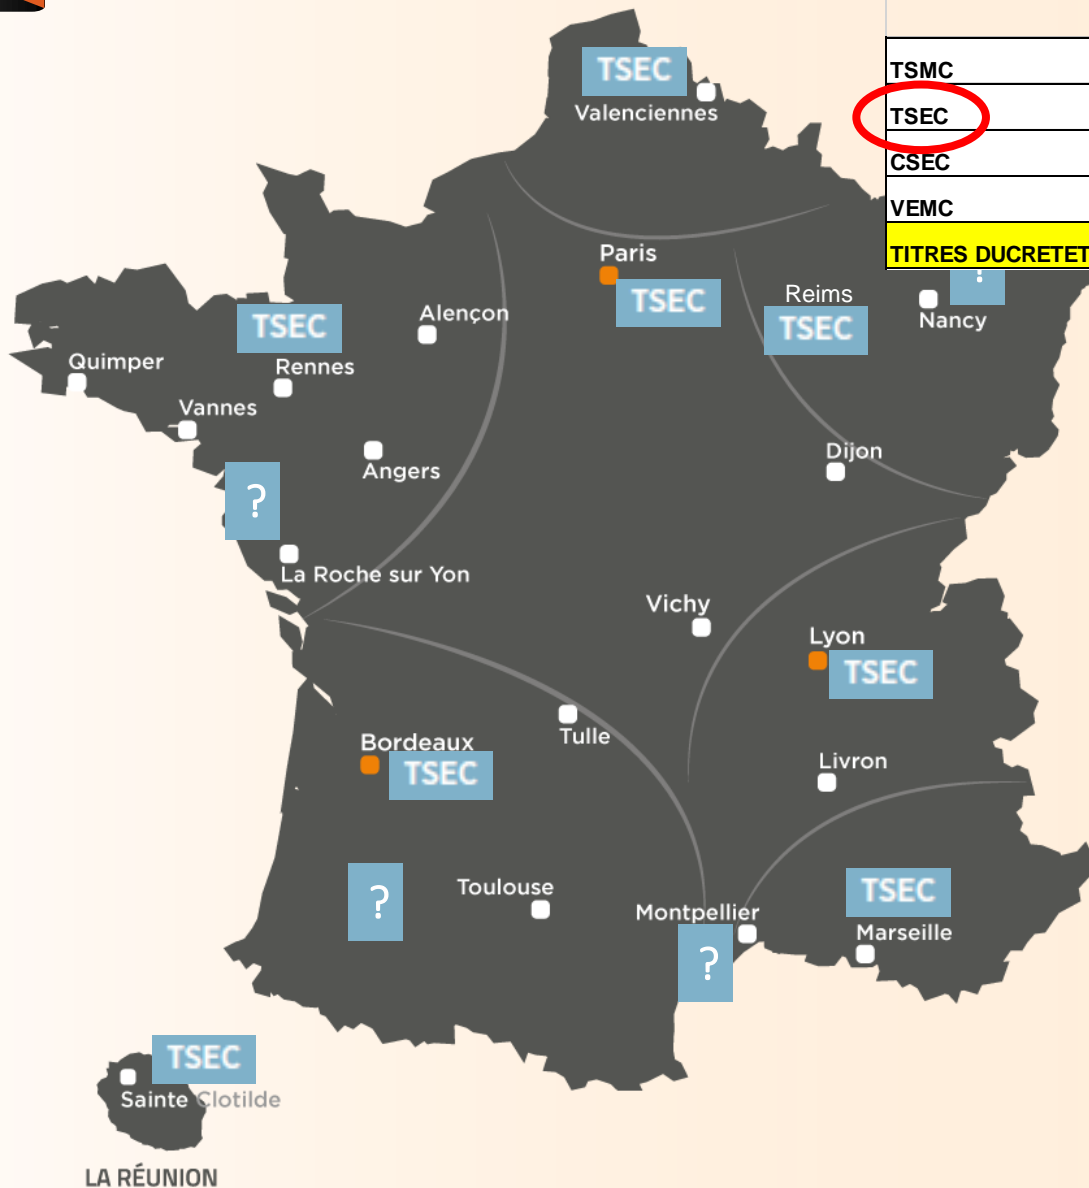 TSEC
Valenciennes
TSMC
TSEC
CSEC
VEMC
TITRES DUCRETET
Paris
TSEC
Reims
TSEC
?
Nancy
TSEC
Alençon
Quimper
Rennes
Vannes
Angers
Dijon
?
La Roche sur Yon
Vichy
Lyon
TSEC
Tulle
Bordeaux
TSEC
Livron
?
Toulouse
Montpellier
?
TSEC
Marseille
TSEC
Sainte Clotilde
LA RÉUNION